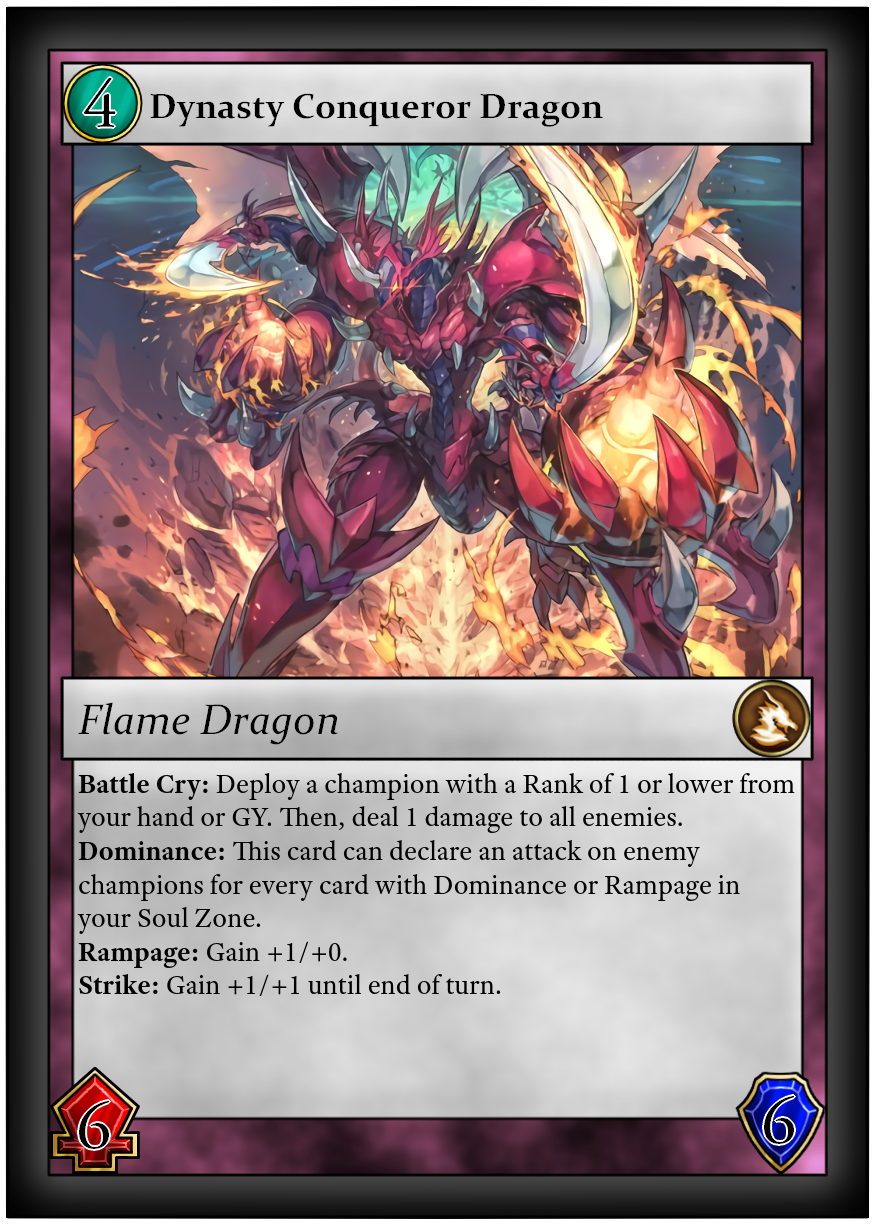 4
Dynasty Conqueror Dragon
Flame Dragon
Battle Cry: Deploy a champion with a Rank of 1 or lower from
your hand or GY. Then, deal 1 damage to all enemies.
Dominance: This card can declare an attack on enemy
champions for every card with Dominance or Rampage in
your Soul Zone.
Rampage: Gain +1/+0.
Strike: Gain +1/+1 until end of turn.
6
6